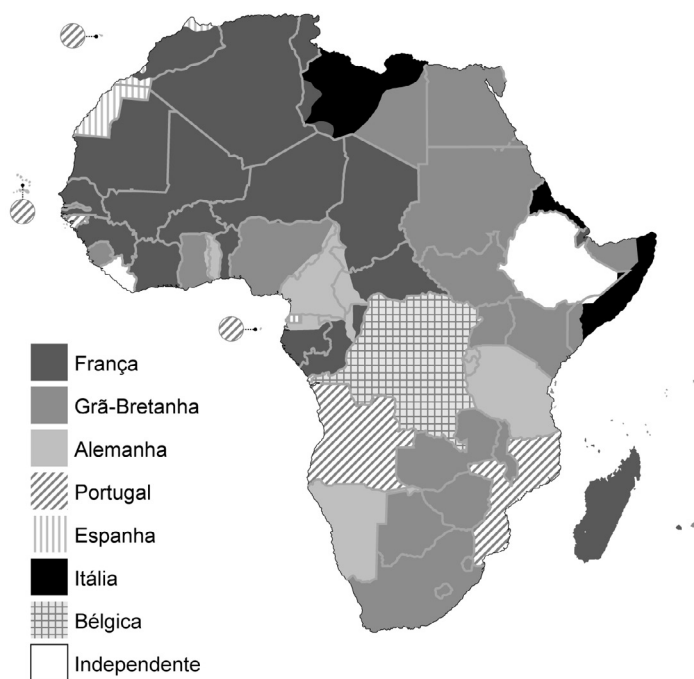 França
Grã-Bretanha
Alemanha
Portugal
Espanha
Itália
Bélgica
Independente